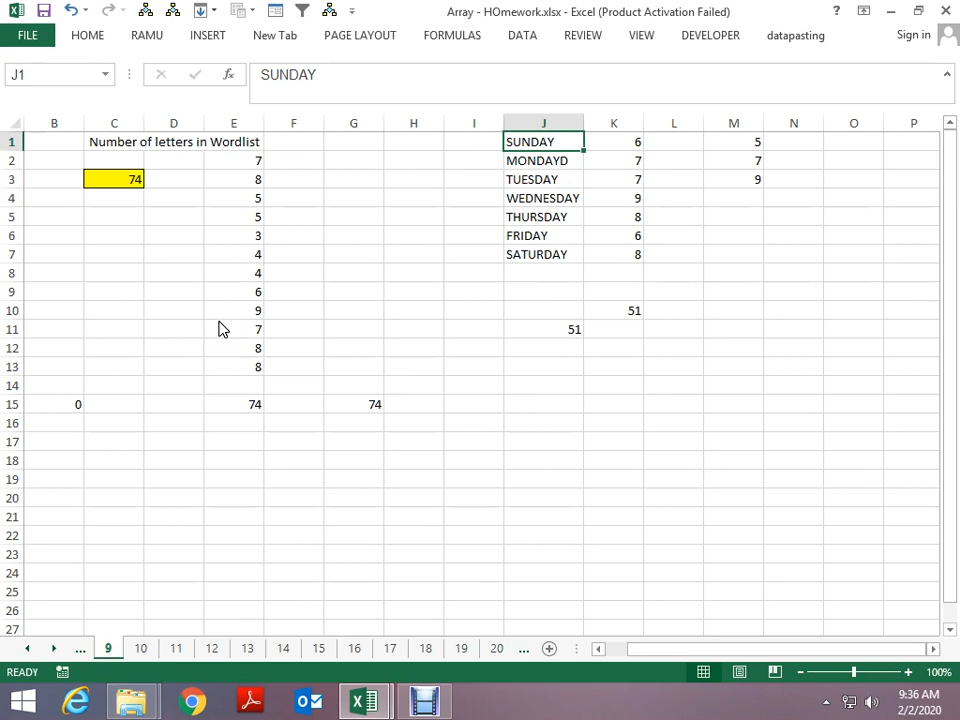 Array - HOmework.xlsx - Excel (Product Activation Failed)
FILE HOME RAMU INSERT New Tab PAGE LAYOUT FORMULAS DATA REVIEW VIEW DEVELOPER datapasting Sign in
J1 fx SUNDAY
B C D E F G H I J K L M N O P
1 Number of letters in Wordlist SUNDAY 6 5
2 7 MONDAYD 7 7
3 74 8 TUESDAY 7 9
4 5 WEDNESDAY 9
5 5 THURSDAY 8
6 3 FRIDAY 6
7 4 SATURDAY 8
8 4
9 6
10 9 51
11 7 51
12 8
13 8
14
15 0 74 74
16
17
18
19
20
21
22
23
24
25
26
27
... 9 10 11 12 13 14 15 16 17 18 19 20 ...
READY 100%
9:36 AM
2/2/2020